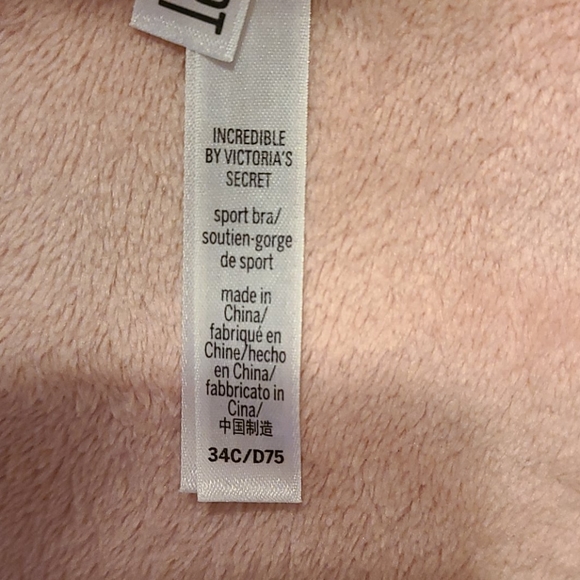 INCREDIBLE
BY VICTORIA'S
SECRET
sport bra/
soutien-gorge
de sport
made in
China/
fabriqué en
Chine/hecho
en China/
fabbricato in
Cina/
中国制造
34C/D75